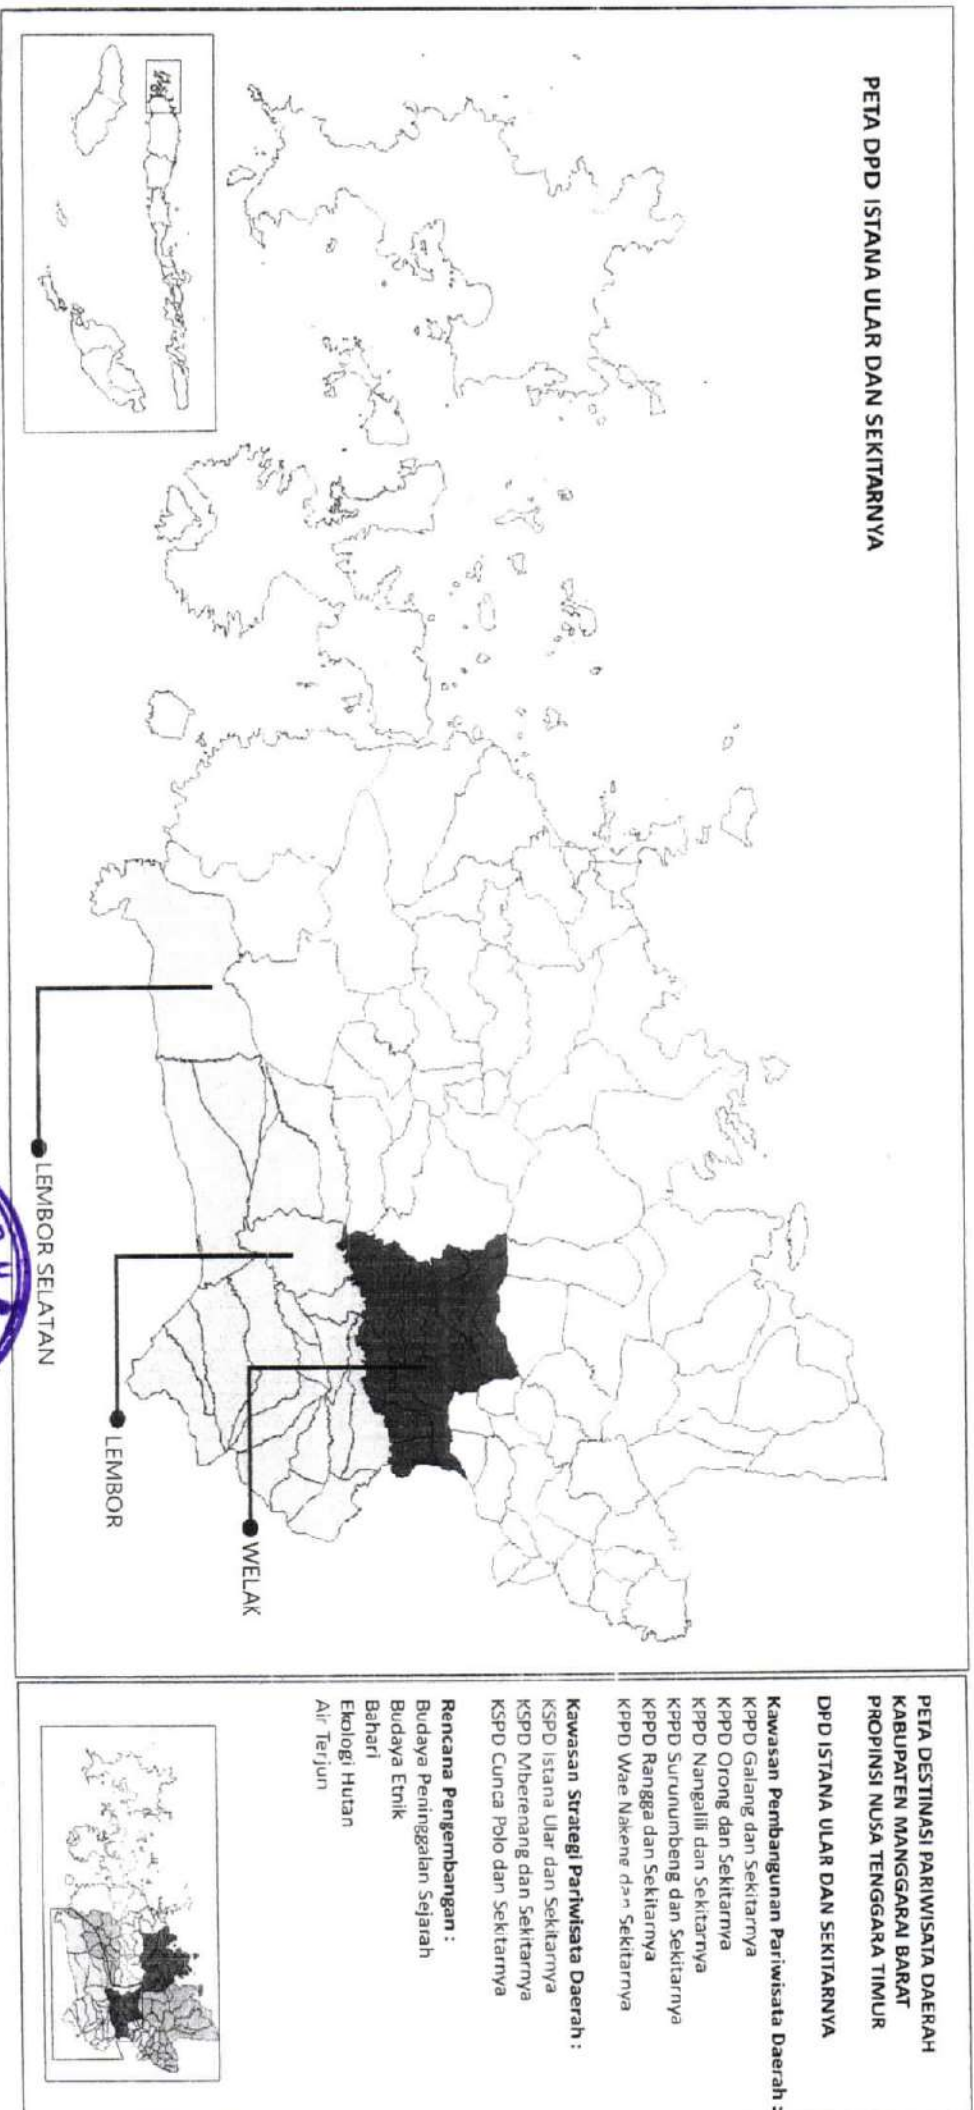 PETA DPD ISTANA ULAR DAN SEKITARNYA
LEMBOR SELATAN
LEMBOR
WELAK
PETA DESTINASI PARIWISATA DAERAH
KABUPATEN MANGGARAI BARAT
PROPINSI NUSA TENGGARA TIMUR
DPD ISTANA ULAR DAN SEKITARNYA
Kawasan Pembangunan Pariwisata Daerah :
KPPD Galang dan Sekitarnya
KPPD Orong dan Sekitarnya
KPPD Nangalili dan Sekitarnya
KPPD Surunumbeng dan Sekitarnya
KPPD Rangga dan Sekitarnya
KPPD Wae Nakeng dan Sekitarnya
Kawasan Strategi Pariwisata Daerah :
KSPD Istana Ular dan Sekitarnya
KSPD Mberenang dan Sekitarnya
KSPD Cunca Polo dan Sekitarnya
Rencana Pengembangan :
Budaya Peninggalan Sejarah
Budaya Etnik
Bahari
Ekologi Hutan
Air Terjun